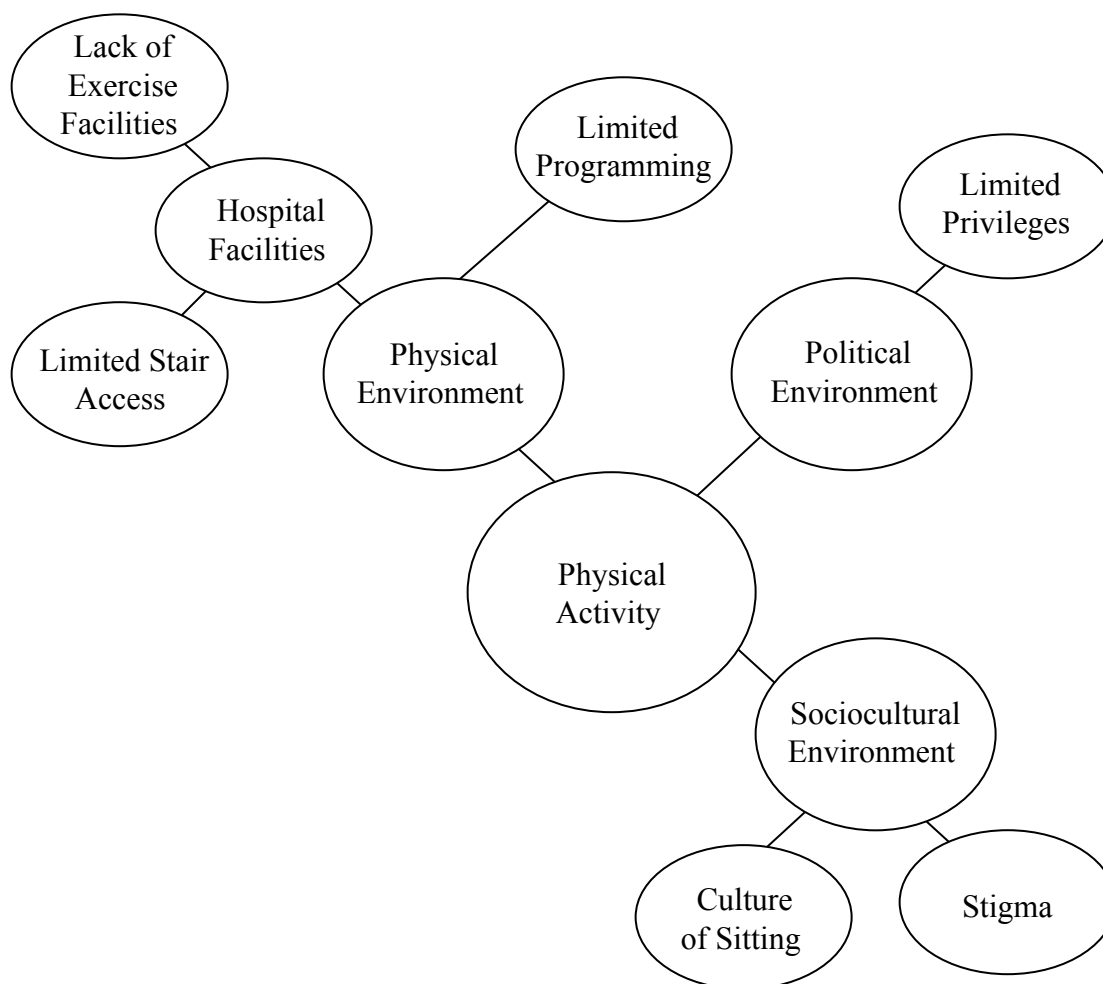 Lack of
Exercise
Facilities
Limited
Programming
Limited
Privileges
Hospital
Facilities
Limited Stair
Access
Physical
Environment
Political
Environment
Physical
Activity
Sociocultural
Environment
Culture
of Sitting
Stigma